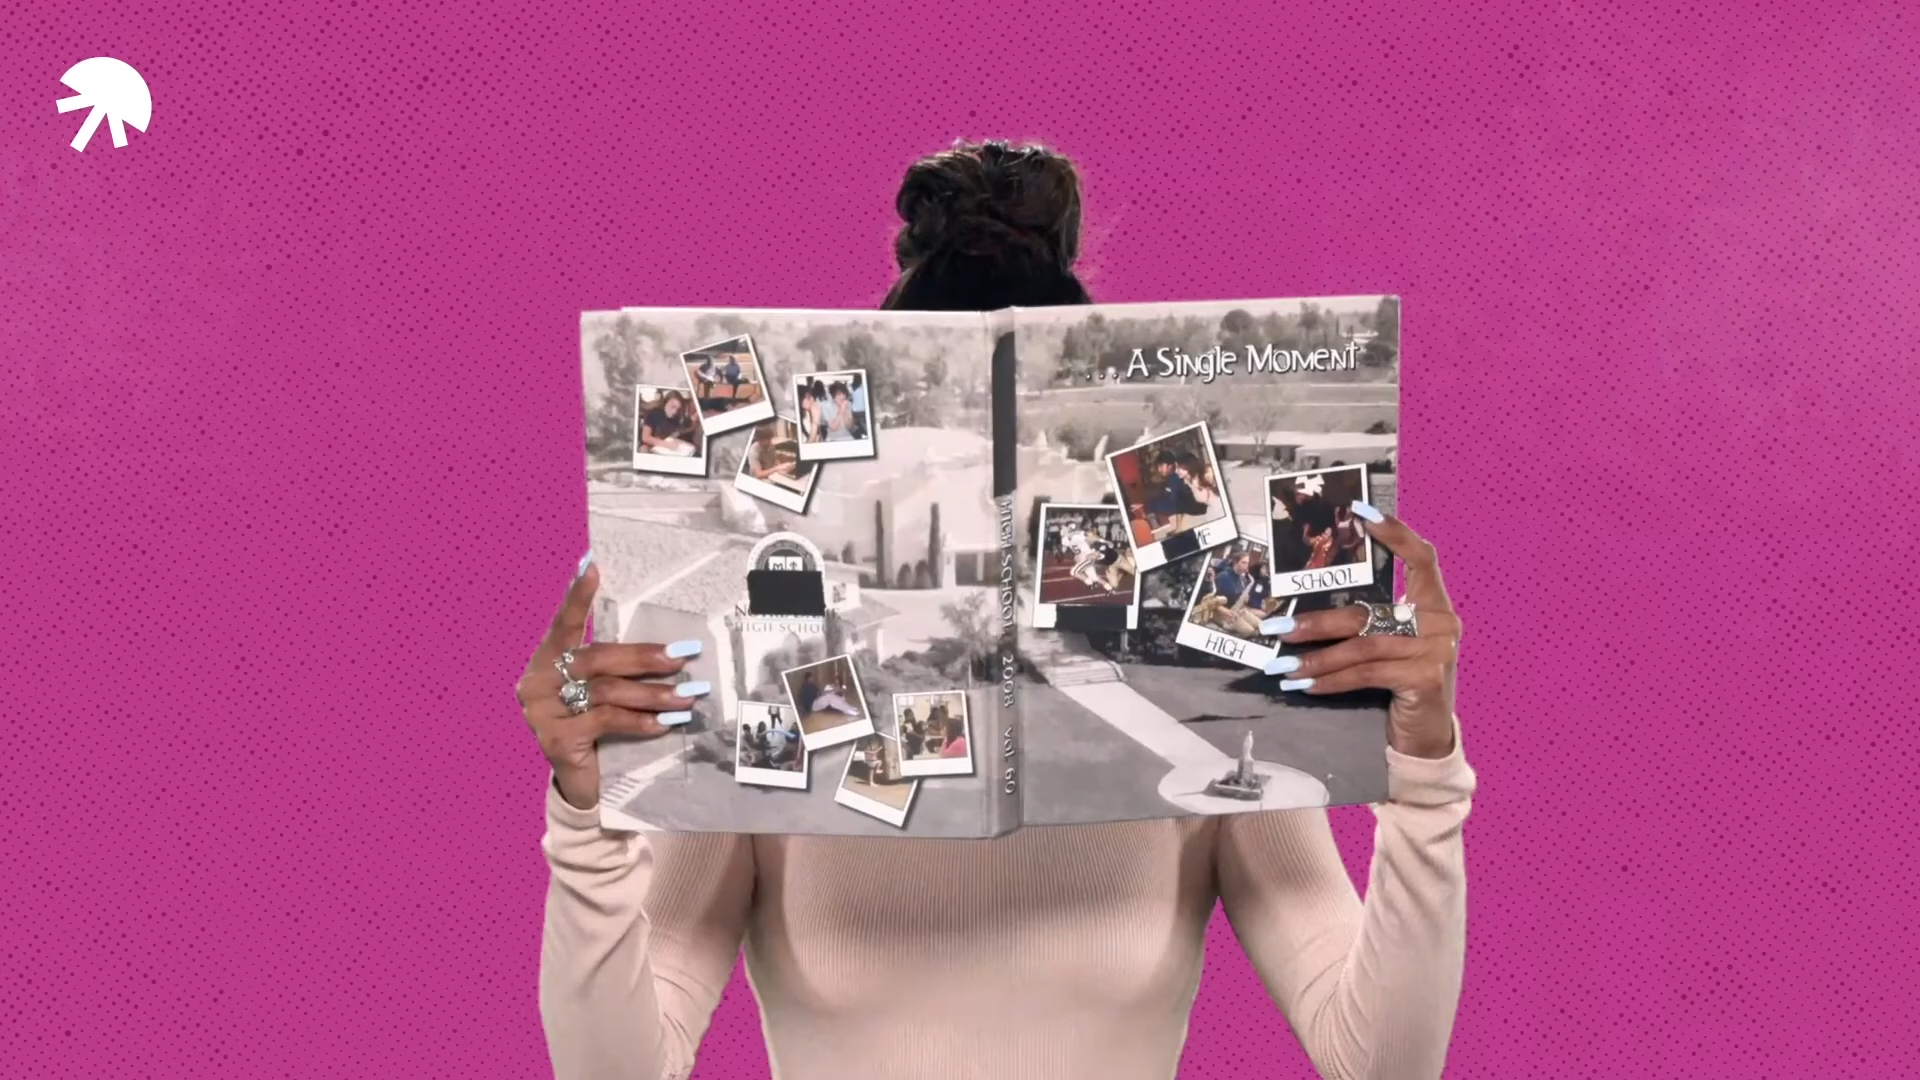 ...A Single Moment
SCHOOL
HIGH
HIGH SCHOOL
HIGH SCHOOL 2008 vol. 60